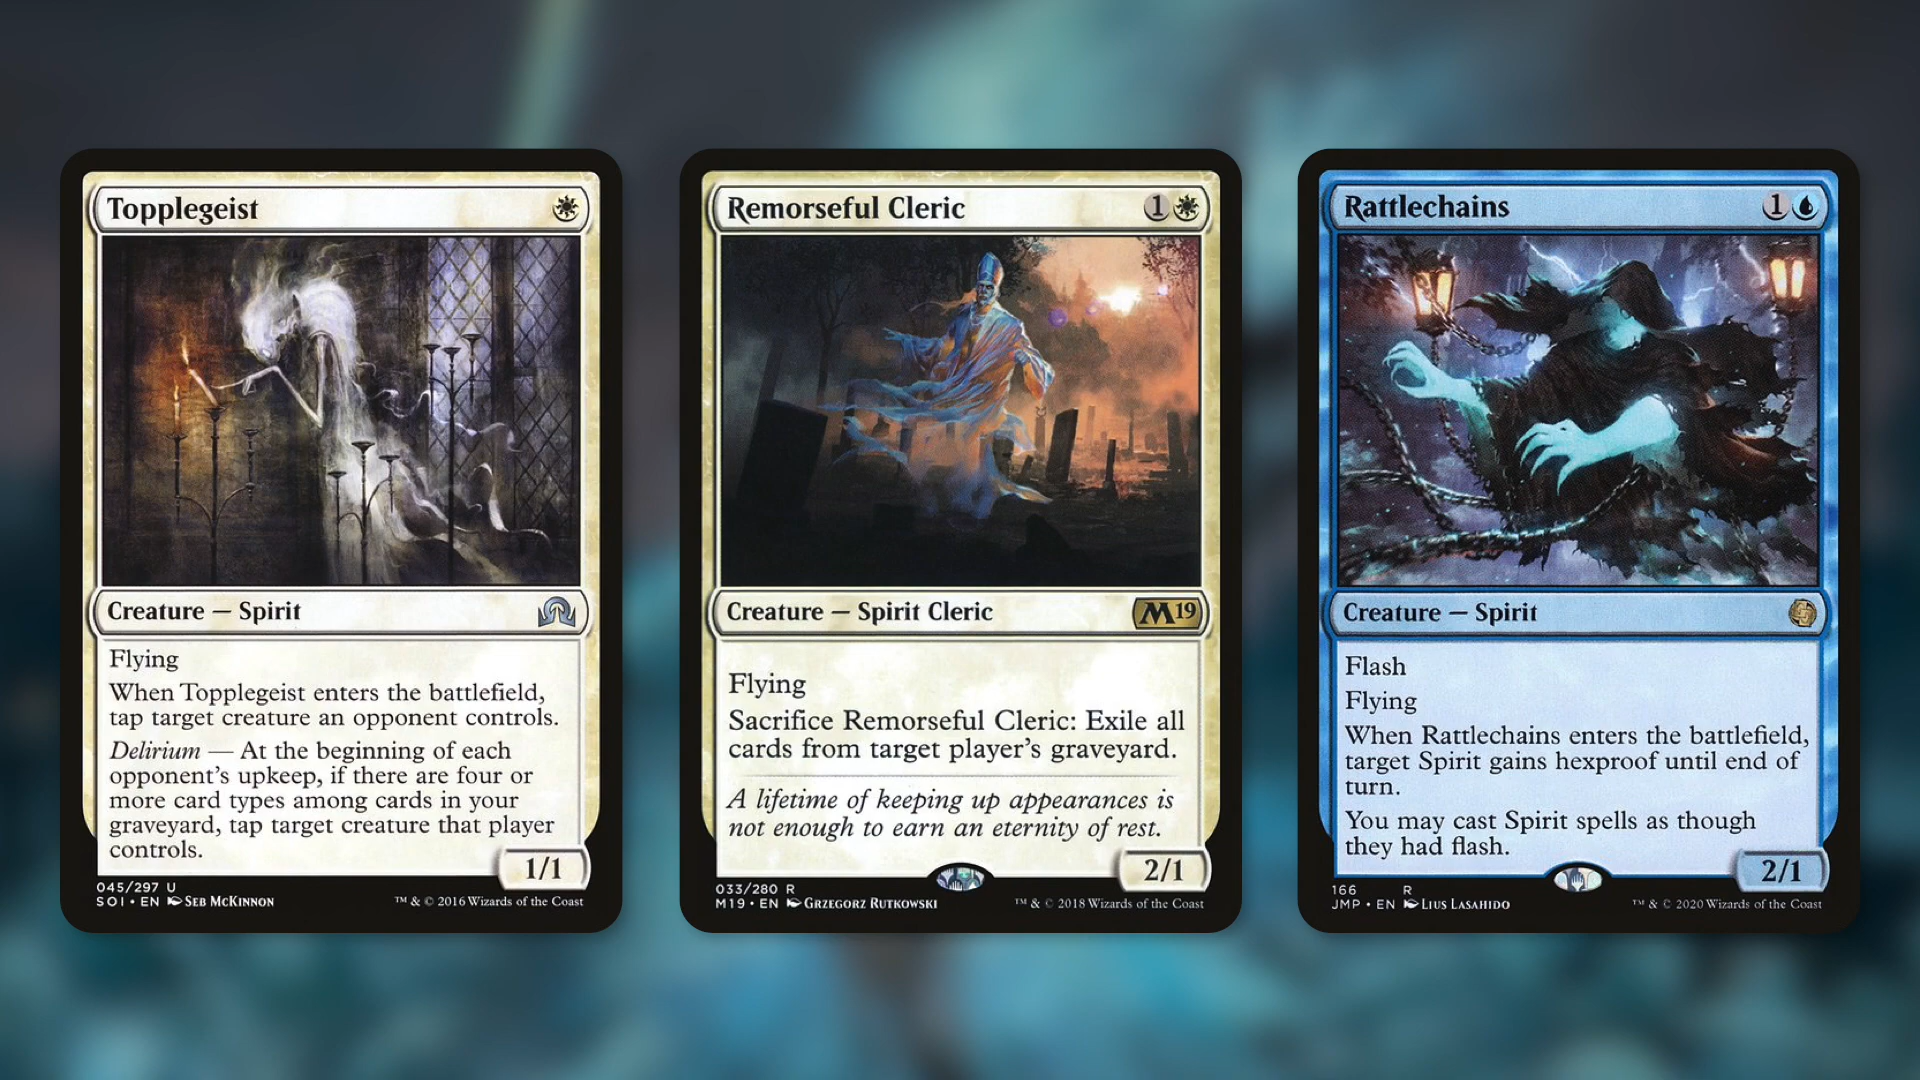 Topplegeist
Creature — Spirit
Flying
When Topplegeist enters the battlefield,
tap target creature an opponent controls.
Delirium — At the beginning of each
opponent's upkeep, if there are four or
more card types among cards in your
graveyard, tap target creature that player
controls.
1/1
045/297 U
SOI • EN Seb McKinnon
™ & © 2016 Wizards of the Coast
Remorseful Cleric 1
Creature — Spirit Cleric M19
Flying
Sacrifice Remorseful Cleric: Exile all
cards from target player's graveyard.
A lifetime of keeping up appearances is
not enough to earn an eternity of rest.
2/1
033/280 R
M19 • EN Grzegorz Rutkowski
™ & © 2018 Wizards of the Coast
Rattlechains 1
Creature — Spirit
Flash
Flying
When Rattlechains enters the battlefield,
target Spirit gains hexproof until end of
turn.
You may cast Spirit spells as though
they had flash.
2/1
166 R
JMP • EN Lius Lasahido
™ & © 2020 Wizards of the Coast